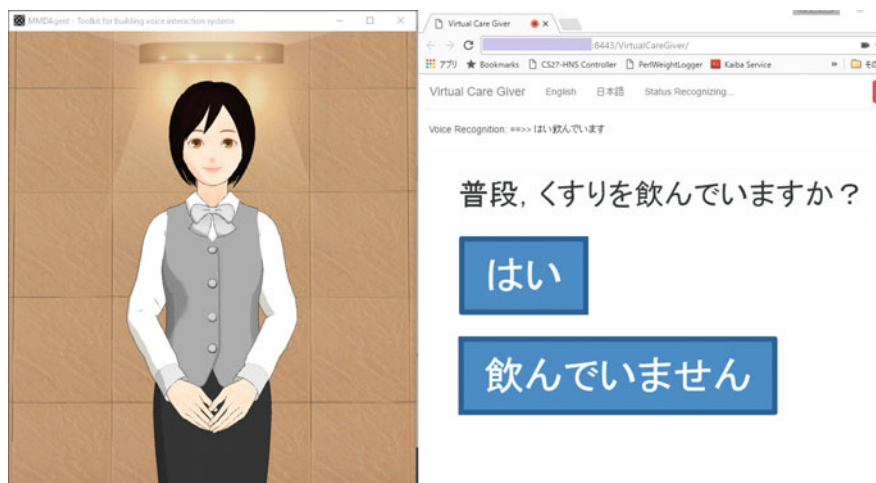 MMDAgent - Toolkit for building voice interaction systems
Virtual Care Giver
:8443/VirtualCareGiver/
アプリ Bookmarks CS27-HNS Controller PerlWeightLogger Kaiba Service »
Virtual Care Giver English 日本語 Status:Recognizing...
Voice Recognition: ==>> はい飲んでいます
普段，くすりを飲んでいますか？
はい
飲んでいません